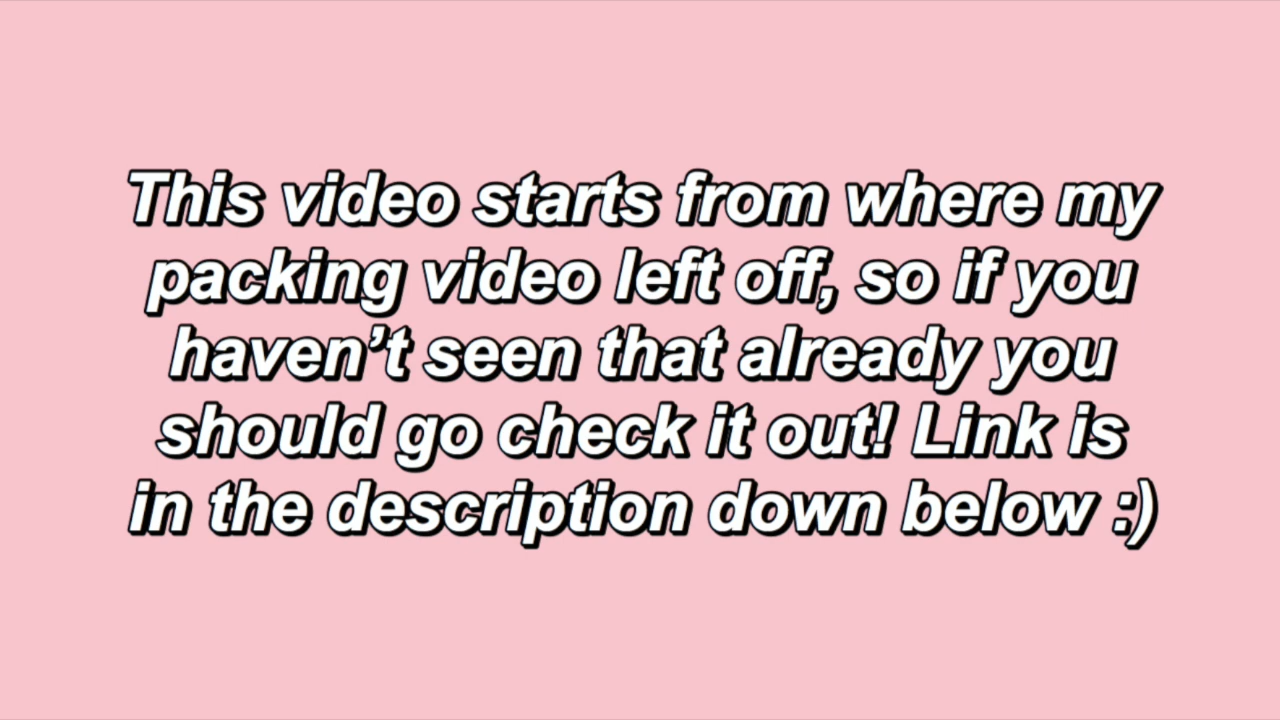 This video starts from where my
packing video left off, so if you
haven’t seen that already you
should go check it out! Link is
in the description down below :)